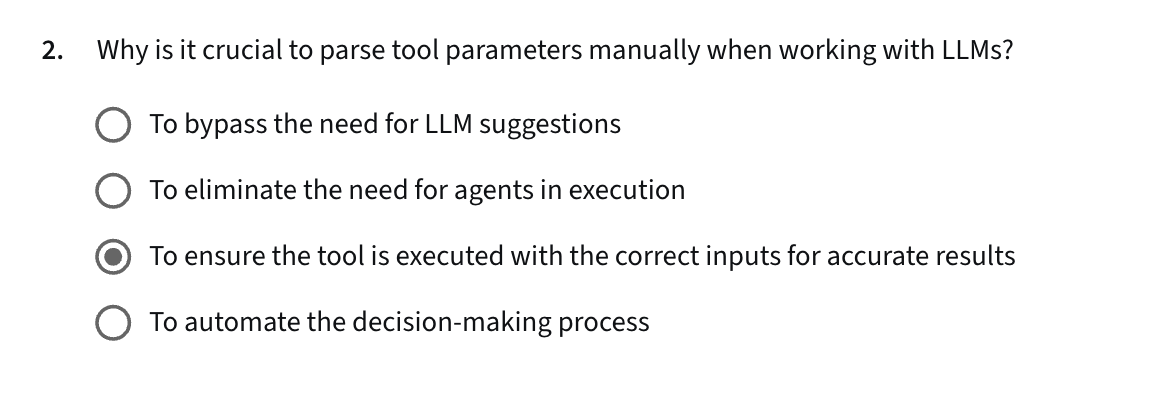 2. Why is it crucial to parse tool parameters manually when working with LLMs?
To bypass the need for LLM suggestions
To eliminate the need for agents in execution
To ensure the tool is executed with the correct inputs for accurate results
To automate the decision-making process